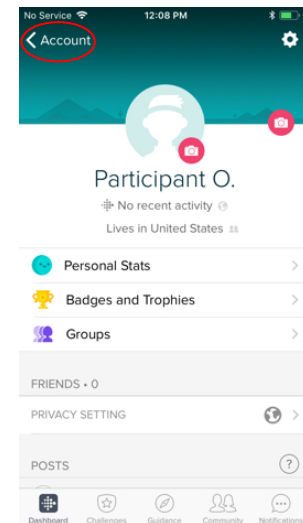 No Service 12:08 PM
Account
Participant O.
No recent activity
Lives in United States
Personal Stats
Badges and Trophies
Groups
FRIENDS • 0
PRIVACY SETTING
POSTS ?
Dashboard Challenges Guidance Community Notifications